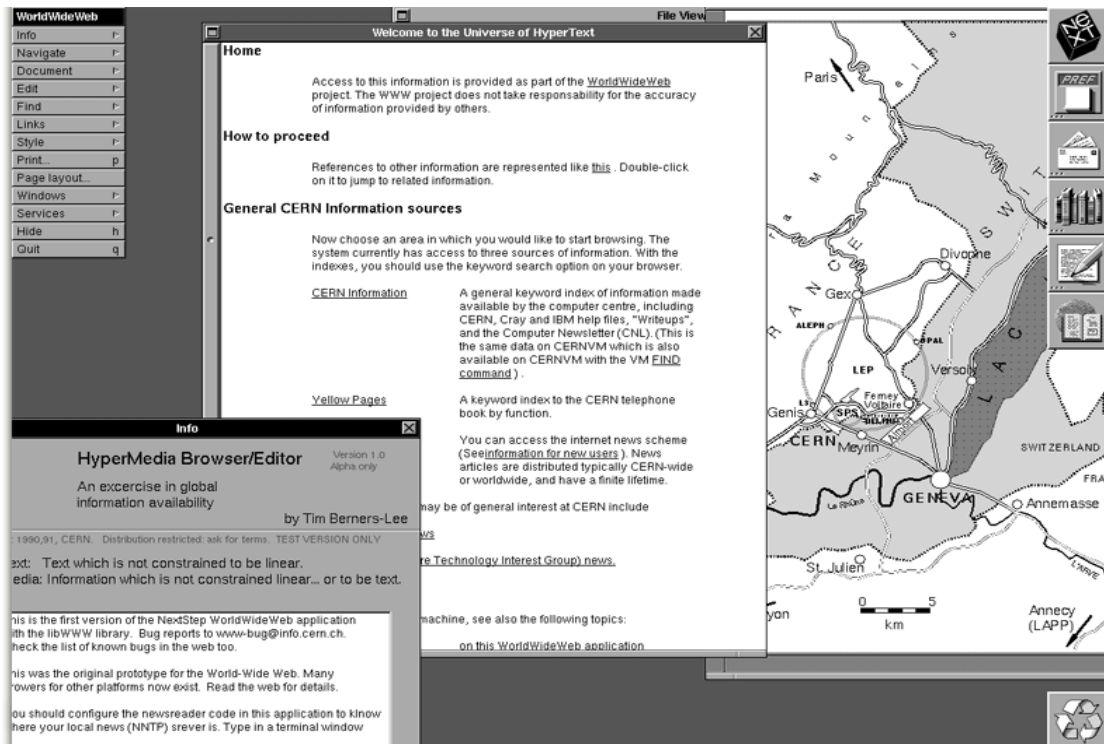 WorldWideWeb
Info
Navigate
Document
Edit
Find
Links
Style
Print... p
Page layout...
Windows
Services
Hide h
Quit q
File View
Welcome to the Universe of HyperText
Home
Access to this information is provided as part of the WorldWideWeb
project. The WWW project does not take responsability for the accuracy
of information provided by others.
How to proceed
References to other information are represented like this . Double-click
on it to jump to related information.
General CERN Information sources
Now choose an area in which you would like to start browsing. The
system currently has access to three sources of information. With the
indexes, you should use the keyword search option on your browser.
CERN Information
A general keyword index of information made
available by the computer centre, including
CERN, Cray and IBM help files, "Writeups",
and the Computer Newsletter (CNL). (This is
the same data on CERNVM which is also
available on CERNVM with the VM FIND
command ) .
Yellow Pages
A keyword index to the CERN telephone
book by function.
You can access the internet news scheme
(Seeinformation for new users ). News
articles are distributed typically CERN-wide
or worldwide, and have a finite lifetime.
may be of general interest at CERN include
ws
re Technology Interest Group) news.
machine, see also the following topics:
on this WorldWideWeb application
Info
HyperMedia Browser/Editor
Version 1.0
Alpha only
An excercise in global
information availability
by Tim Berners-Lee
1990,91, CERN. Distribution restricted: ask for terms. TEST VERSION ONLY
ext: Text which is not constrained to be linear.
edia: Information which is not constrained linear... or to be text.
his is the first version of the NextStep WorldWideWeb application
ith the libWWW library. Bug reports to www-bug@info.cern.ch.
heck the list of known bugs in the web too.
his was the original prototype for the World-Wide Web. Many
rowers for other platforms now exist. Read the web for details.
ou should configure the newsreader code in this application to klnow
here your local news (NNTP) srever is. Type in a terminal window
Paris
Mountains
FRANCE
SWIT
Divonne
Gex
ALEPH
OPAL
LEP
Versoix
LAC
L3
Ferney
Voltaire
Genis
SPS
DELPHI
CERN
Meyrin
SWITZERLAND
FRA
GENEVA
Le Rhône
Annemasse
St. Julien
L'ARVE
yon
0 5
km
Annecy
(LAPP)
NeXT
PREF